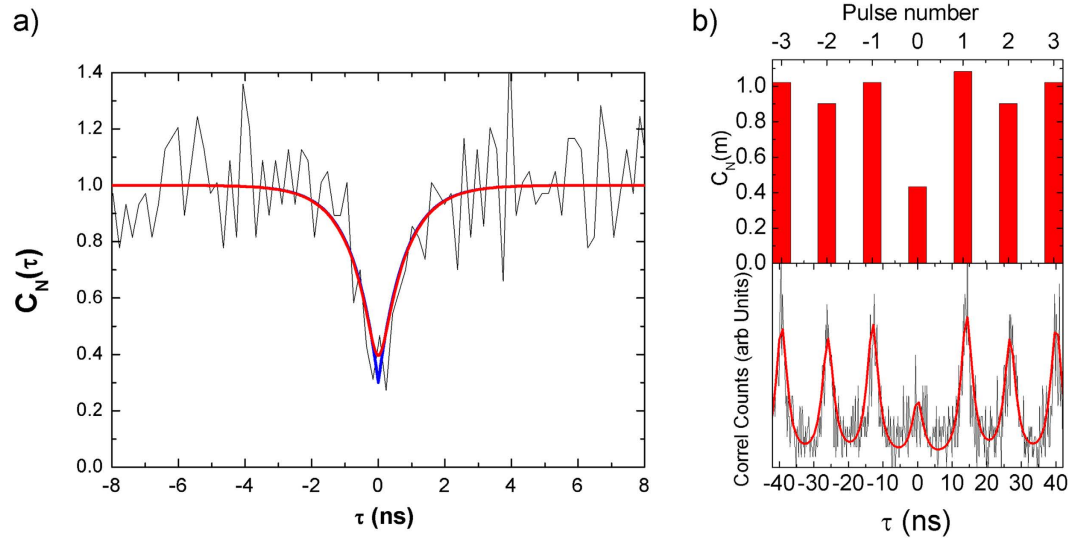 a)
C_N(τ)
1.4
1.2
1.0
0.8
0.6
0.4
0.2
0.0
-8 -6 -4 -2 0 2 4 6 8
τ (ns)
b)
Pulse number
-3 -2 -1 0 1 2 3
C_N(m)
1.0
0.8
0.6
0.4
0.2
0.0
Correl Counts (arb Units)
-40 -30 -20 -10 0 10 20 30 40
τ (ns)